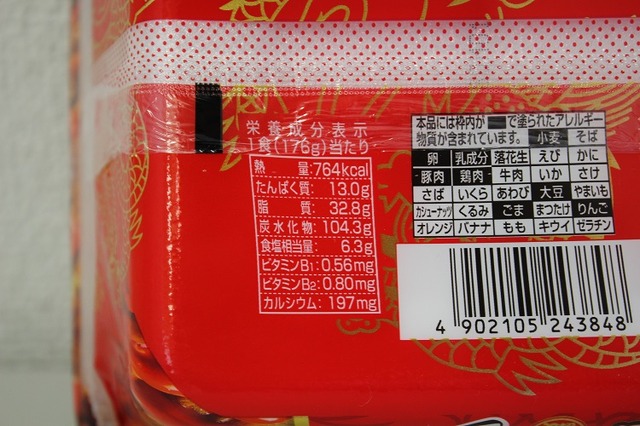 栄養成分表示
1食(176g)当たり
熱量:764kcal
たんぱく質:13.0g
脂質:32.8g
炭水化物:104.3g
食塩相当量:6.3g
ビタミンB1:0.56mg
ビタミンB2:0.80mg
カルシウム:197mg
本品には枠内が■で塗られたアレルギー
物質が含まれています。 小麦 そば
卵 乳成分 落花生 えび かに
豚肉 鶏肉 牛肉 いか さけ
さば いくら あわび 大豆 やまいも
カシューナッツ くるみ ごま まつたけ りんご
オレンジ バナナ もも キウイ ゼラチン
4 902105 243848